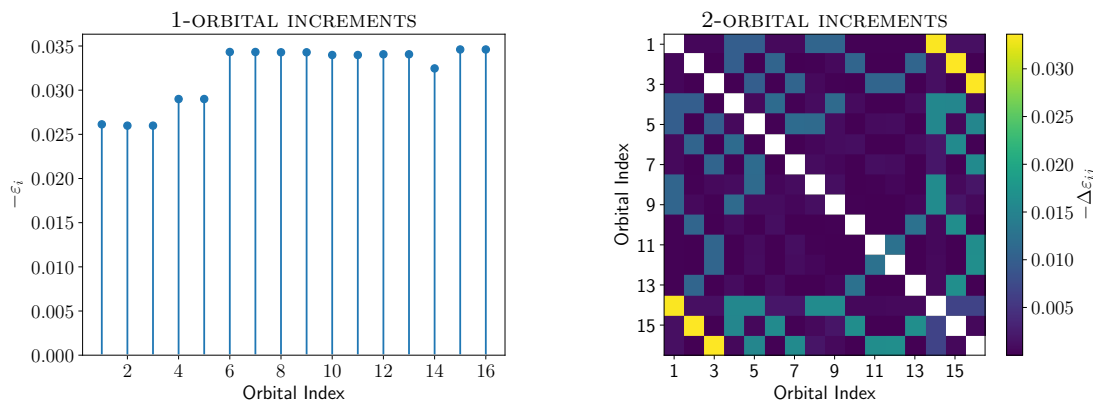 1-ORBITAL INCREMENTS
0.035
0.030
0.025
0.020
0.015
0.010
0.005
0.000
−ε_i
2 4 6 8 10 12 14 16
Orbital Index
2-ORBITAL INCREMENTS
1
3
5
7
9
11
13
15
Orbital Index
1 3 5 7 9 11 13 15
Orbital Index
0.030
0.025
0.020
0.015
0.010
0.005
−Δε_ij